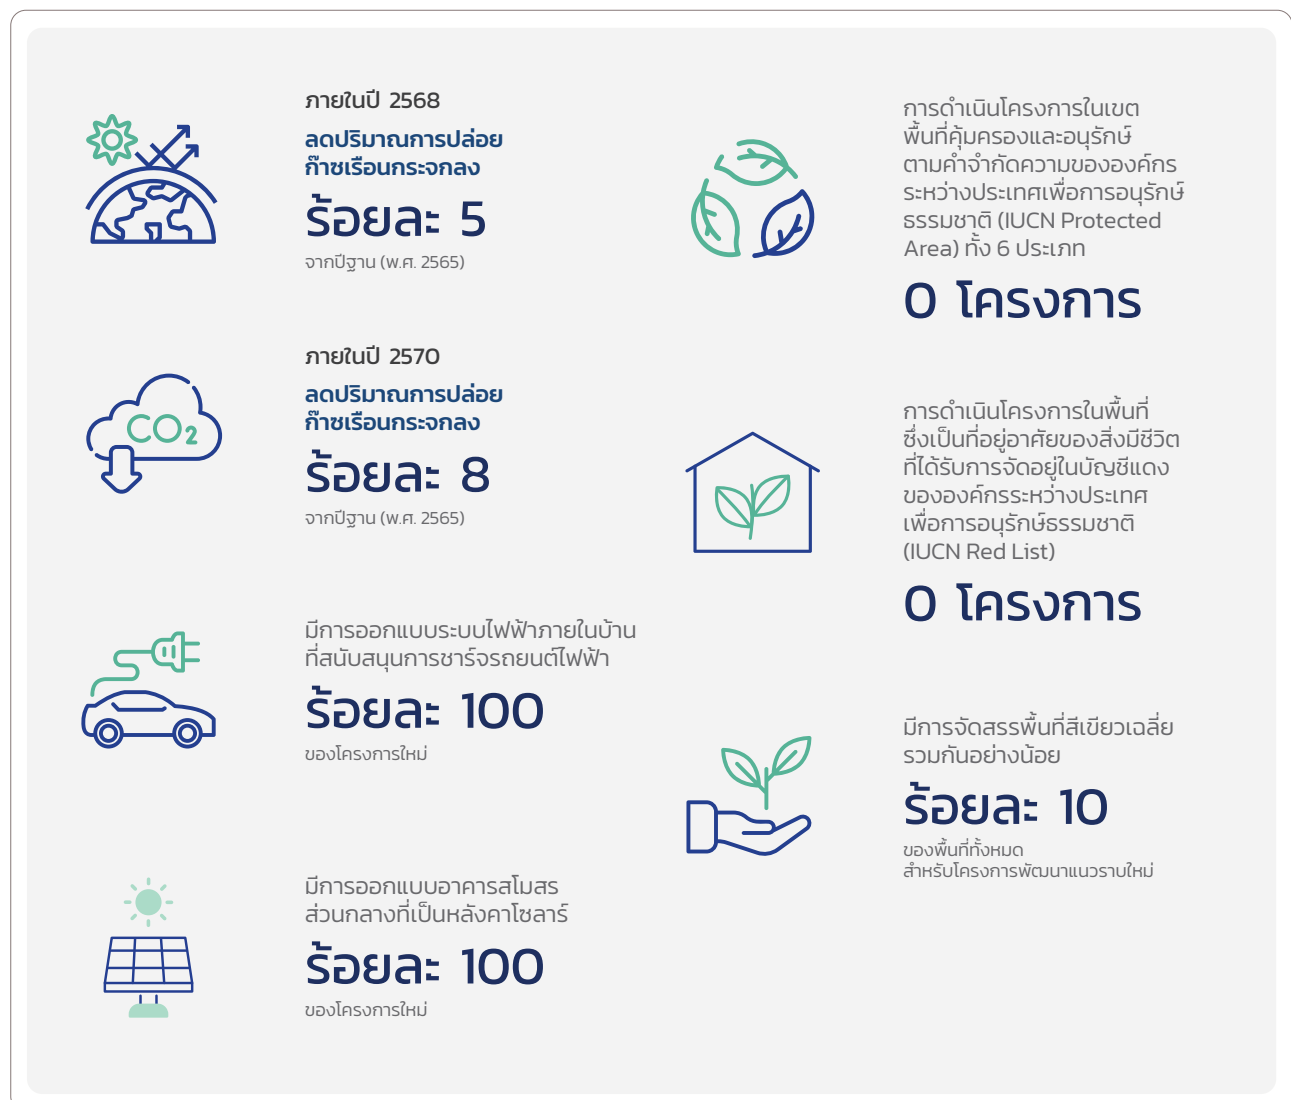 ภายในปี 2568
ลดปริมาณการปล่อย
ก๊าซเรือนกระจกลง
ร้อยละ 5
จากปีฐาน (พ.ศ. 2565)
ภายในปี 2570
ลดปริมาณการปล่อย
ก๊าซเรือนกระจกลง
CO2
ร้อยละ 8
จากปีฐาน (พ.ศ. 2565)
มีการออกแบบระบบไฟฟ้าภายในบ้าน
ที่สนับสนุนการชาร์จรถยนต์ไฟฟ้า
ร้อยละ 100
ของโครงการใหม่
มีการออกแบบอาคารสโมสร
ส่วนกลางที่เป็นหลังคาโซลาร์
ร้อยละ 100
ของโครงการใหม่
การดำเนินโครงการในเขต
พื้นที่คุ้มครองและอนุรักษ์
ตามคำจำกัดความขององค์กร
ระหว่างประเทศเพื่อการอนุรักษ์
ธรรมชาติ (IUCN Protected
Area) ทั้ง 6 ประเภท
0 โครงการ
การดำเนินโครงการในพื้นที่
ซึ่งเป็นที่อยู่อาศัยของสิ่งมีชีวิต
ที่ได้รับการจัดอยู่ในบัญชีแดง
ขององค์กรระหว่างประเทศ
เพื่อการอนุรักษ์ธรรมชาติ
(IUCN Red List)
0 โครงการ
มีการจัดสรรพื้นที่สีเขียวเฉลี่ย
รวมกันอย่างน้อย
ร้อยละ 10
ของพื้นที่ทั้งหมด
สำหรับโครงการพัฒนาแนวราบใหม่